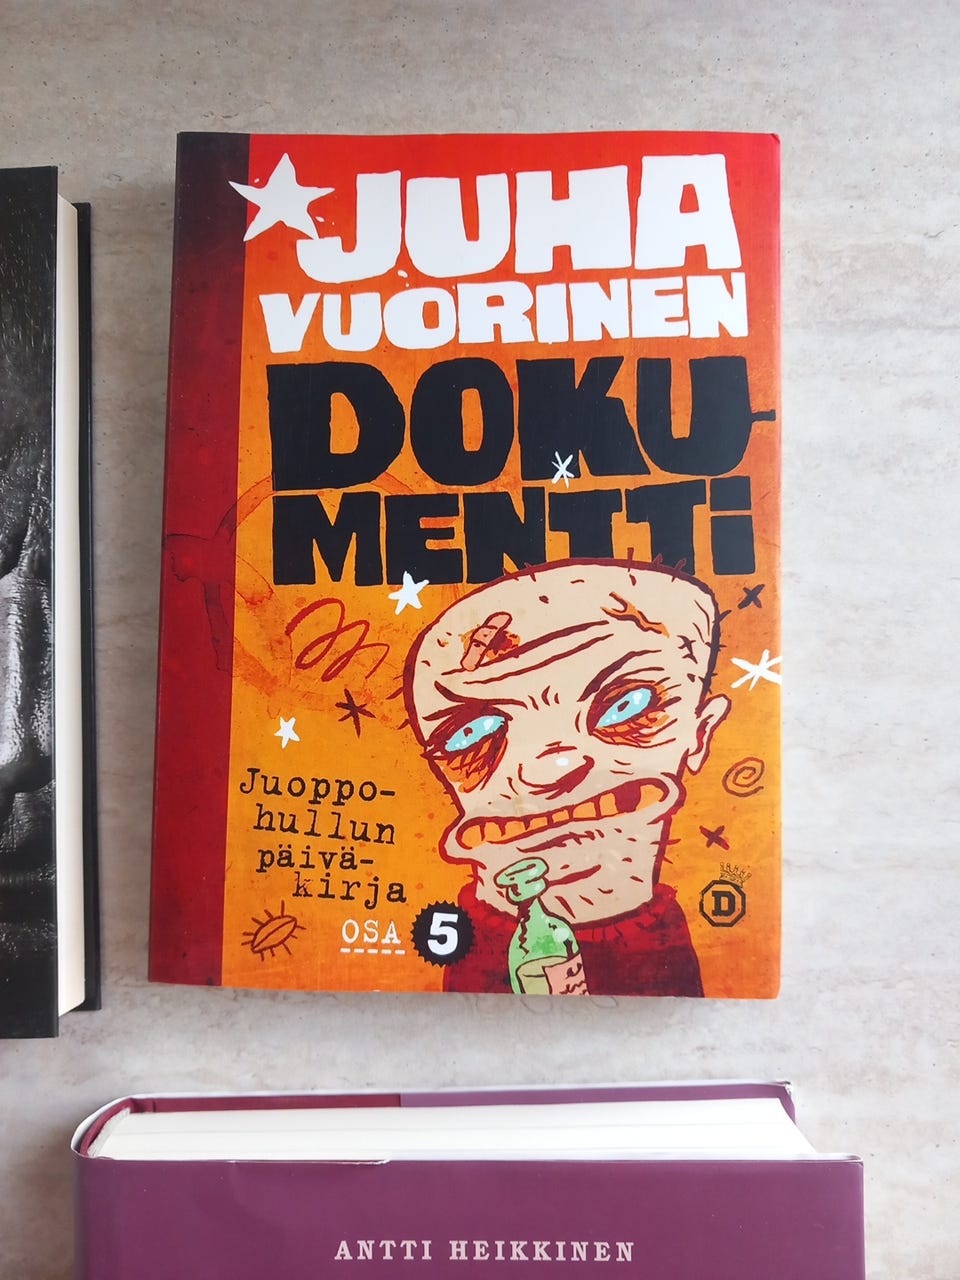 JUHA
VUORINEN
DOKU-
MENTTi
Juoppo-
hullun
päivä-
kirja
OSA 5
D
ANTTI HEIKKINEN